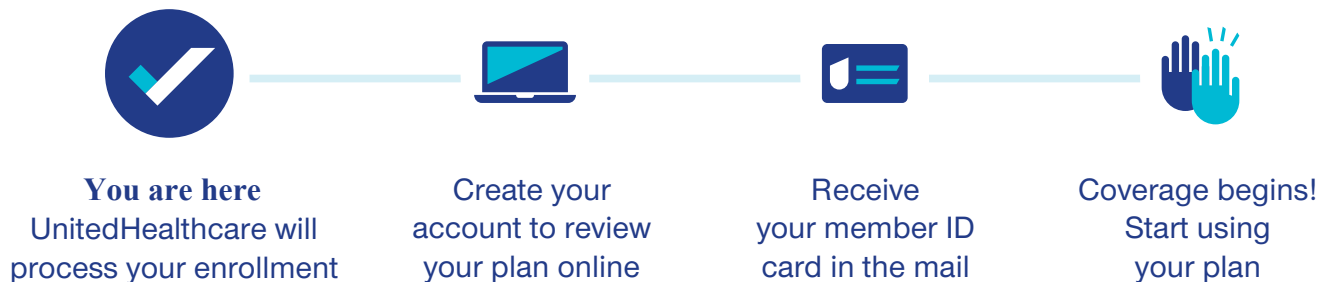 You are here
UnitedHealthcare will
process your enrollment
Create your
account to review
your plan online
Receive
your member ID
card in the mail
Coverage begins!
Start using
your plan